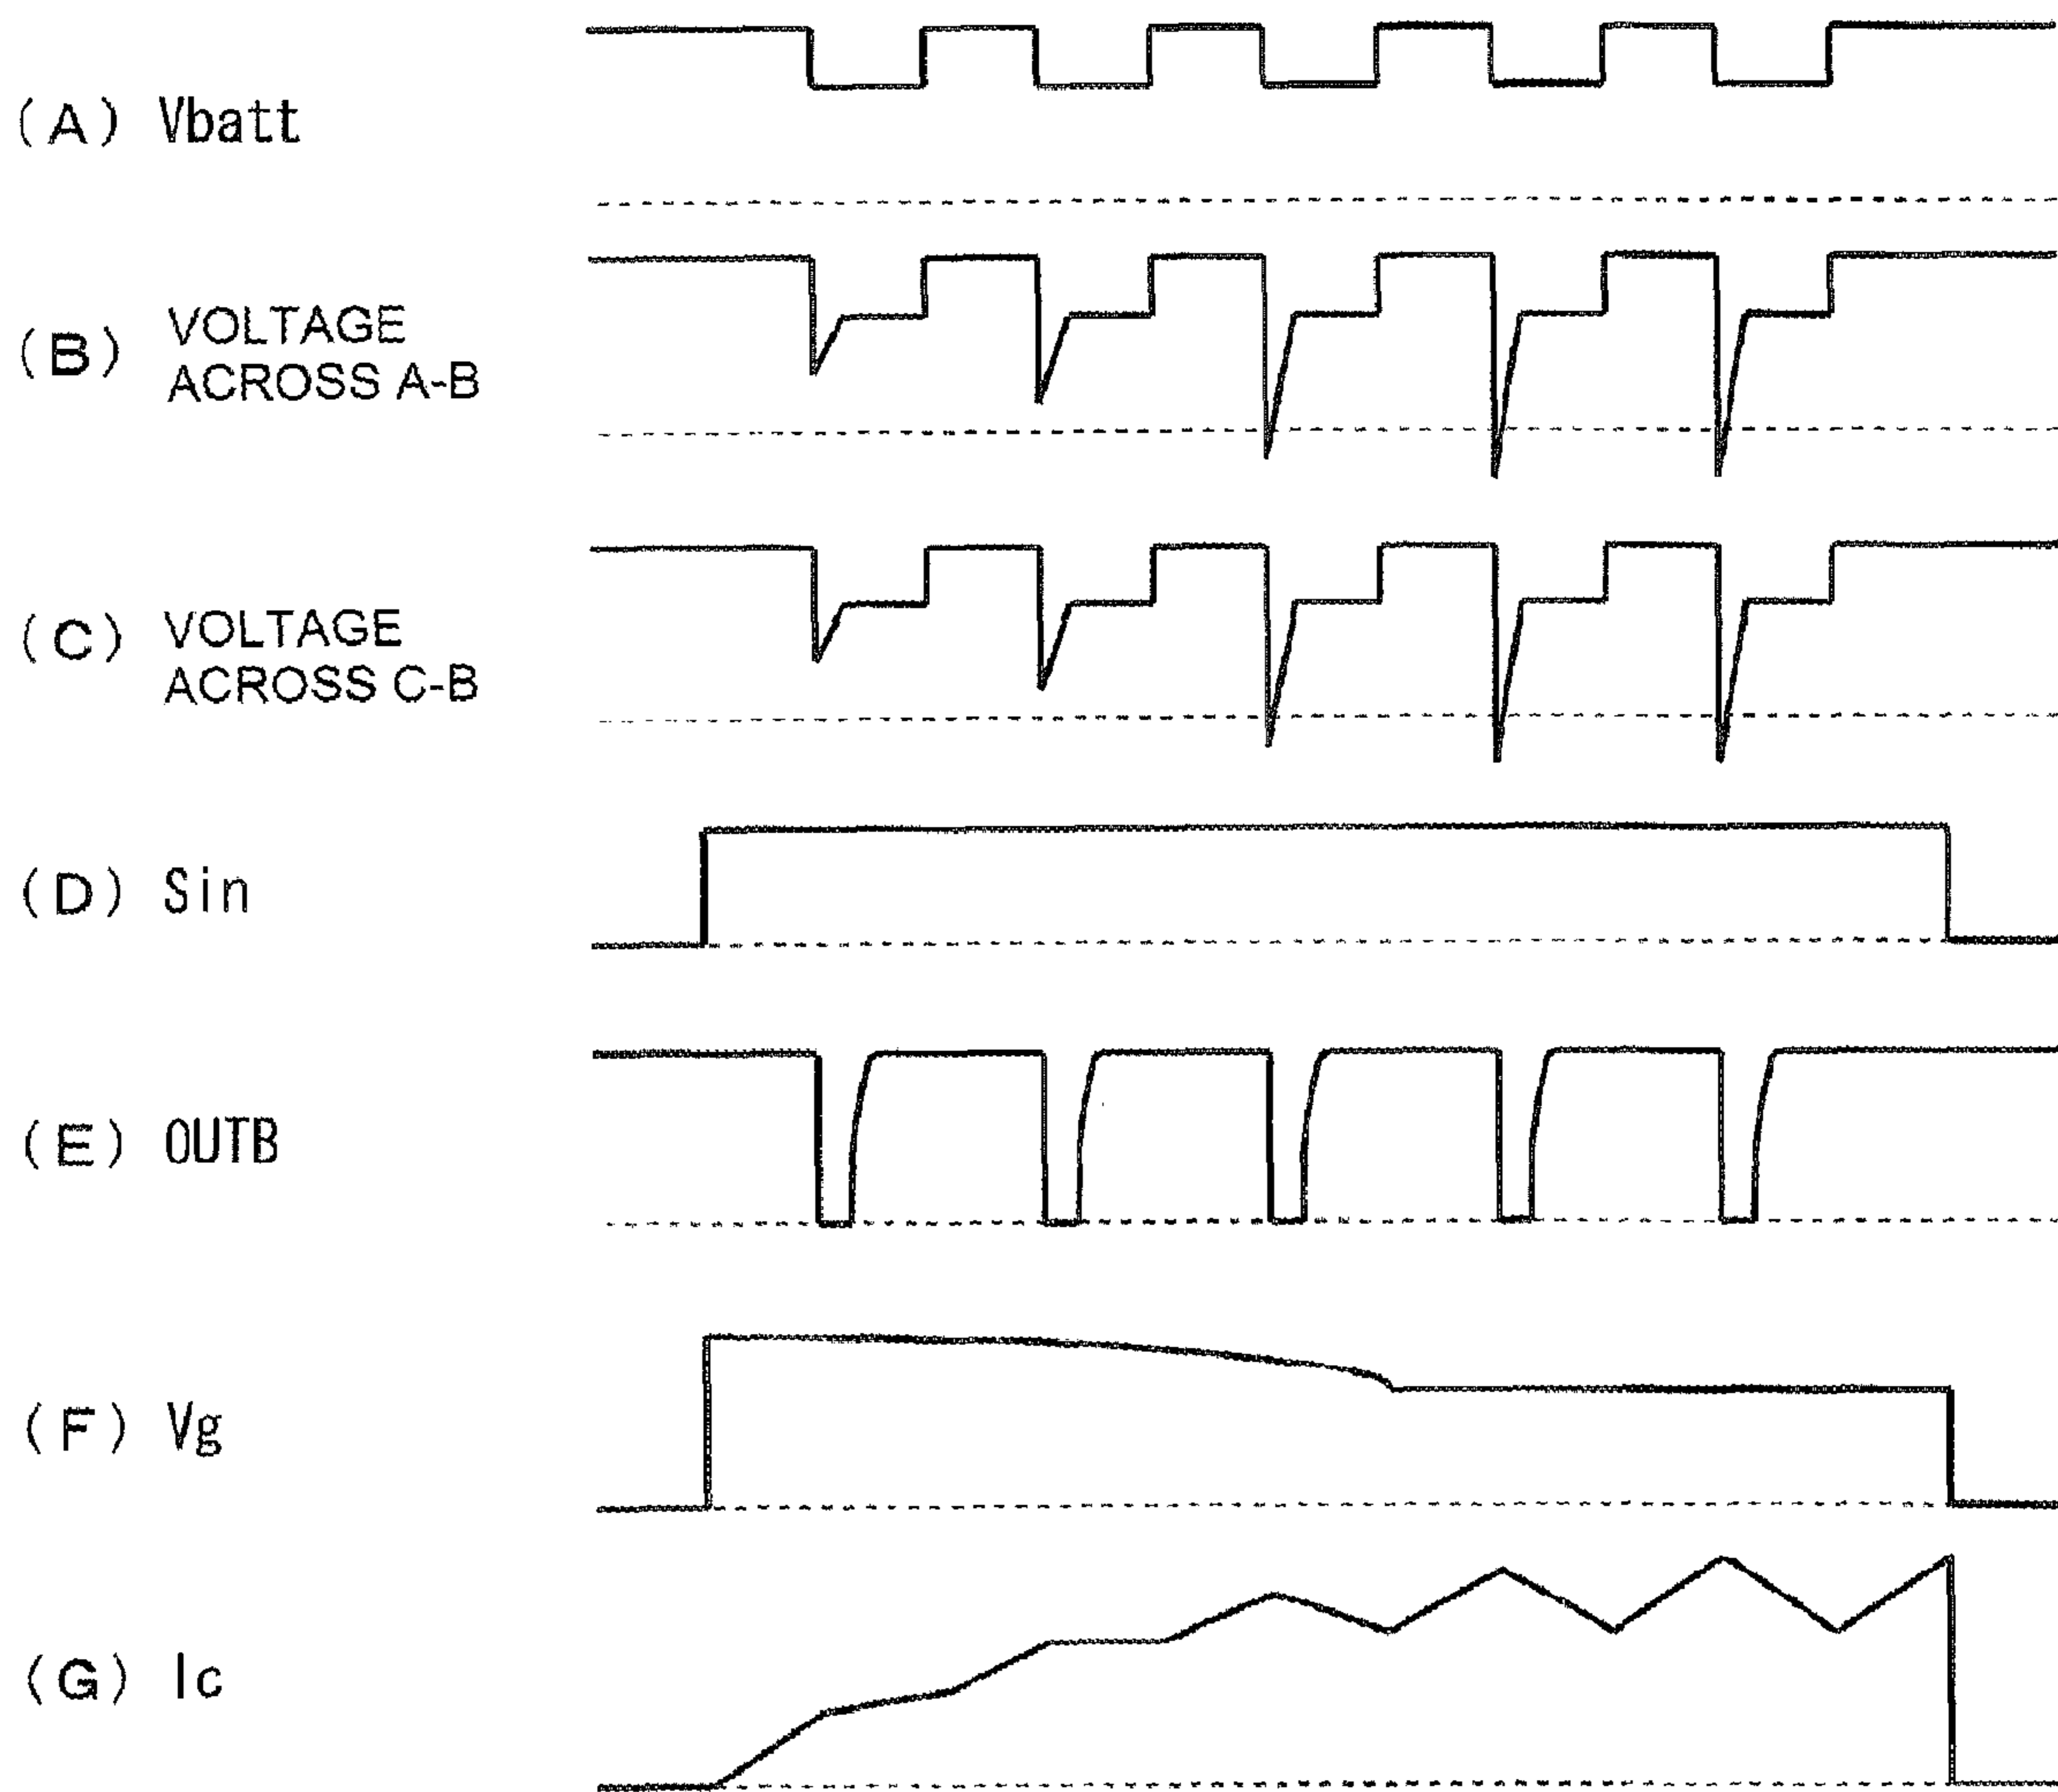 (A) Vbatt
(B) VOLTAGE
ACROSS A-B
(C) VOLTAGE
ACROSS C-B
(D) Sin
(E) OUTB
(F) Vg
(G) Ic